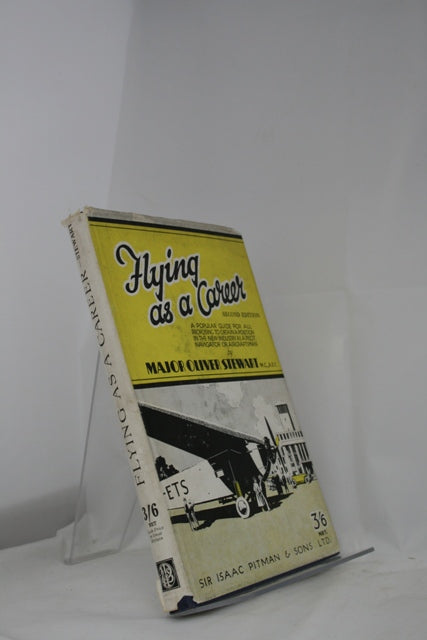 Flying
as a Career
SECOND EDITION
A POPULAR GUIDE FOR ALL
DESIRING TO OBTAIN A POSITION
IN THE NEW INDUSTRY AS A PILOT
NAVIGATOR OR AIRCRAFTSMAN
by
MAJOR OLIVER STEWART M.C., A.F.C.
ETS
3/6
NET.
SIR ISAAC PITMAN & SONS LTD.
FLYING AS A CAREER STEWART
3/6
NET